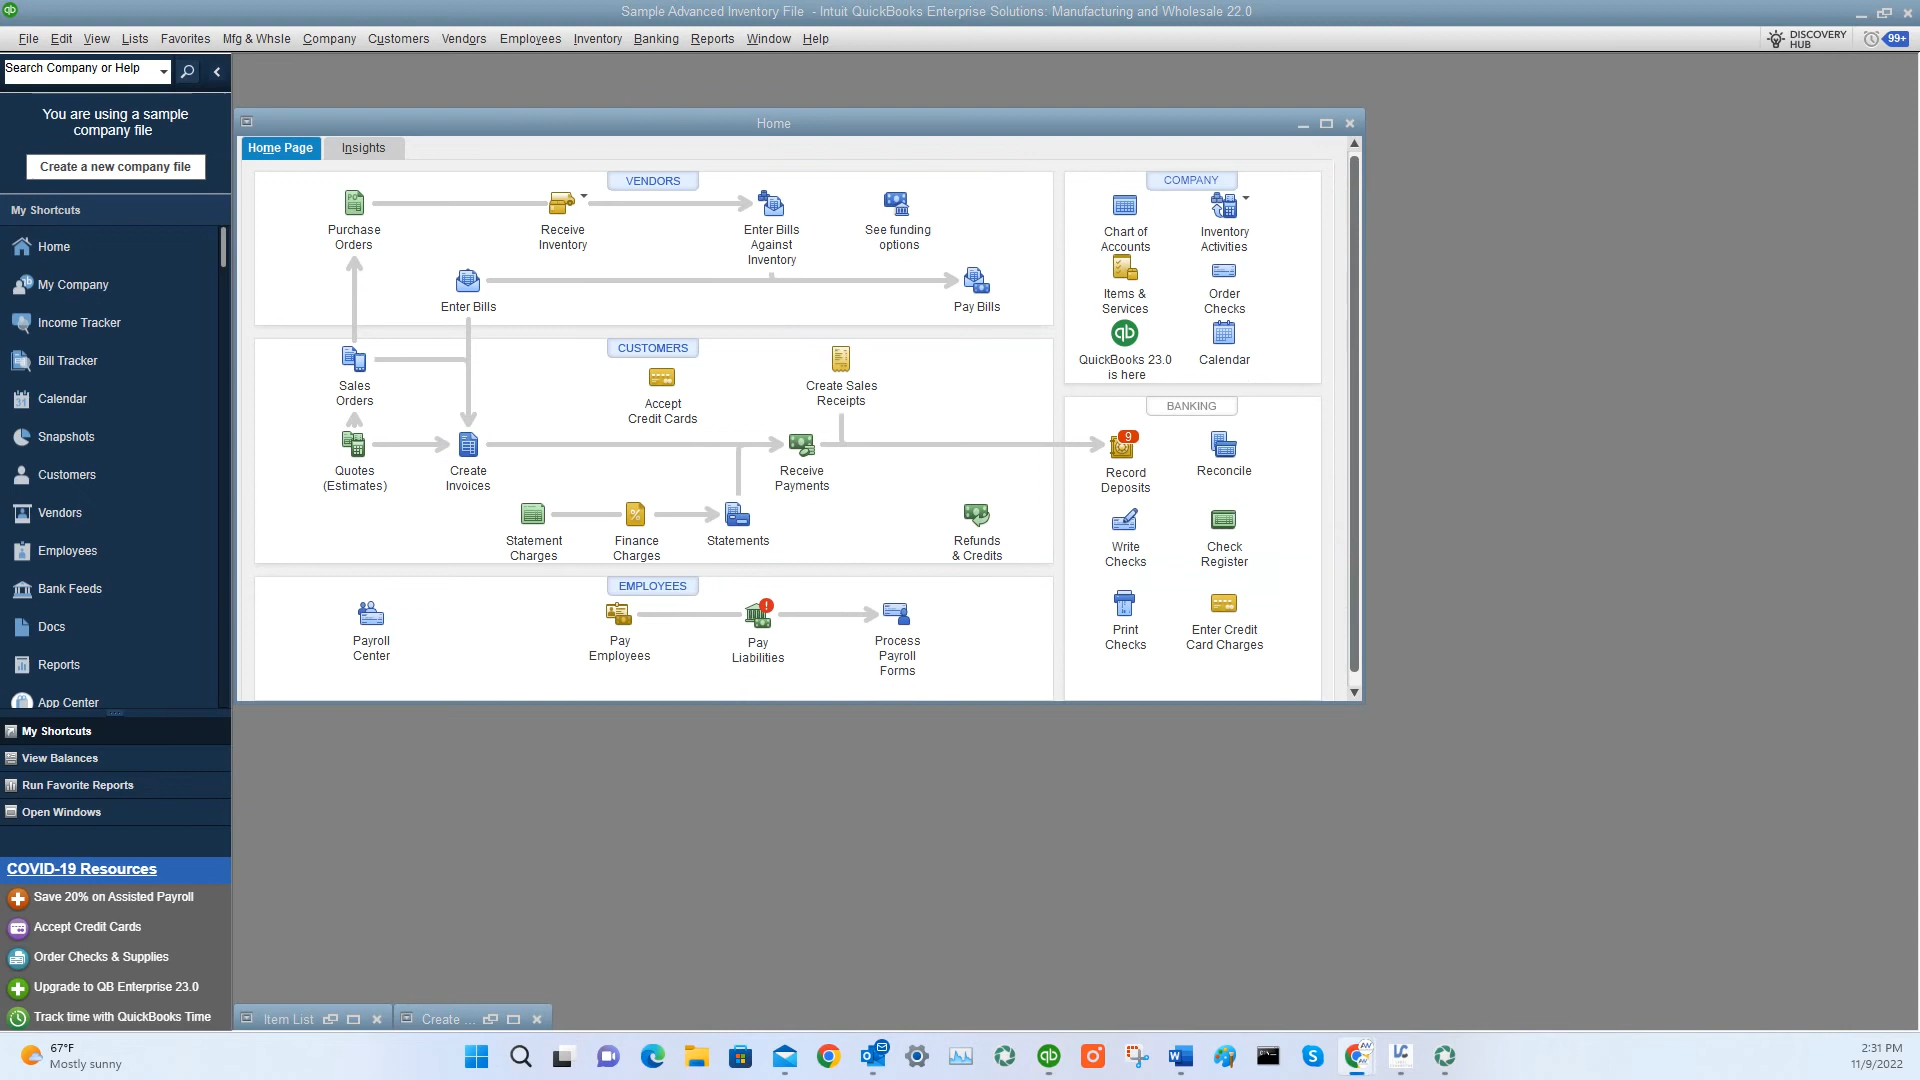 Sample Advanced Inventory File - Intuit QuickBooks Enterprise Solutions: Manufacturing and Wholesale 22.0
File Edit View Lists Favorites Mfg & Whsle Company Customers Vendors Employees Inventory Banking Reports Window Help
DISCOVERY
HUB
99+
Search Company or Help
You are using a sample
company file
Create a new company file
My Shortcuts
Home
My Company
Income Tracker
Bill Tracker
Calendar
Snapshots
Customers
Vendors
Employees
Bank Feeds
Docs
Reports
App Center
My Shortcuts
View Balances
Run Favorite Reports
Open Windows
COVID-19 Resources
Save 20% on Assisted Payroll
Accept Credit Cards
Order Checks & Supplies
Upgrade to QB Enterprise 23.0
Track time with QuickBooks Time
Home
Home Page Insights
VENDORS
Purchase
Orders
Receive
Inventory
Enter Bills
Against
Inventory
See funding
options
Enter Bills
Pay Bills
CUSTOMERS
Sales
Orders
Accept
Credit Cards
Create Sales
Receipts
Quotes
(Estimates)
Create
Invoices
Receive
Payments
Statement
Charges
Finance
Charges
Statements
Refunds
& Credits
EMPLOYEES
Payroll
Center
Pay
Employees
Pay
Liabilities
Process
Payroll
Forms
COMPANY
Chart of
Accounts
Inventory
Activities
Items &
Services
Order
Checks
qb
QuickBooks 23.0
is here
Calendar
BANKING
9
Record
Deposits
Reconcile
Write
Checks
Check
Register
Print
Checks
Enter Credit
Card Charges
Item List
Create ...
67°F
Mostly sunny
2:31 PM
11/9/2022